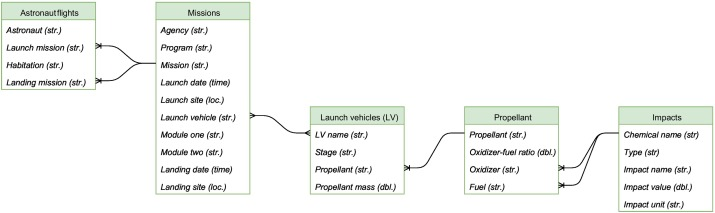 Astronautflights
Astronaut (str.)
Launch mission (str.)
Habitation (str.)
Landing mission (str.)
Missions
Agency (str.)
Program (str.)
Mission (str.)
Launch date (time)
Launch site (loc.)
Launch vehicle (str.)
Module one (str.)
Module two (str.)
Landing date (time)
Landing site (loc.)
Launch vehicles (LV)
LV name (str.)
Stage (str.)
Propellant (str.)
Propellant mass (dbl.)
Propellant
Propellant (str.)
Oxidizer-fuel ratio (dbl.)
Oxidizer (str.)
Fuel (str.)
Impacts
Chemical name (str)
Type (str)
Impact name (str.)
Impact value (dbl.)
Impact unit (str.)